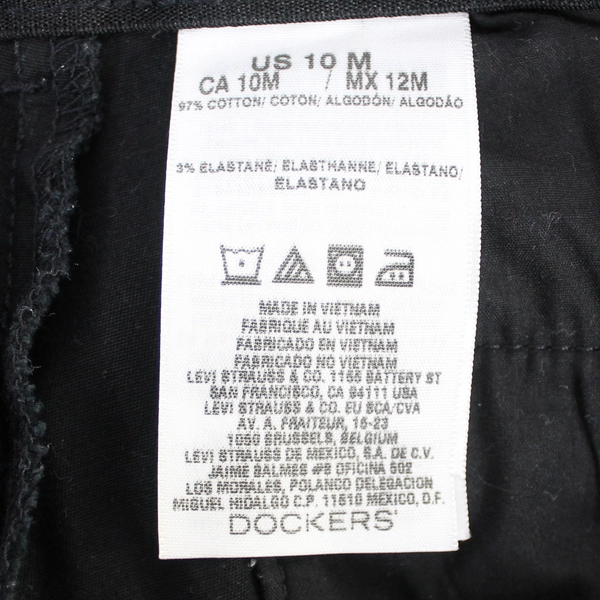 US 10 M
CA 10M / MX 12M
97% COTTON/ COTON/ ALGODÓN/ ALGODÃO
3% ELASTANE/ ELASTHANNE/ ELASTANO/
ELASTANO
MADE IN VIETNAM
FABRIQUE AU VIETNAM
FABRICADO EN VIETNAM
FABRICADO NO VIETNAM
LEVI STRAUSS & CO. 1155 BATTERY ST
SAN FRANCISCO, CA 94111 USA
LEVI STRAUSS & CO. EU SCA/CVA
AV. A. FRAITEUR, 15-23
1050 BRUSSELS, BELGIUM
LEVI STRAUSS DE MEXICO, S.A. DE C.V.
JAIME BALMES #8 OFICINA 602
LOS MORALES, POLANCO DELEGACION
MIGUEL HIDALGO C.P. 11510 MEXICO, D.F.
DOCKERS®